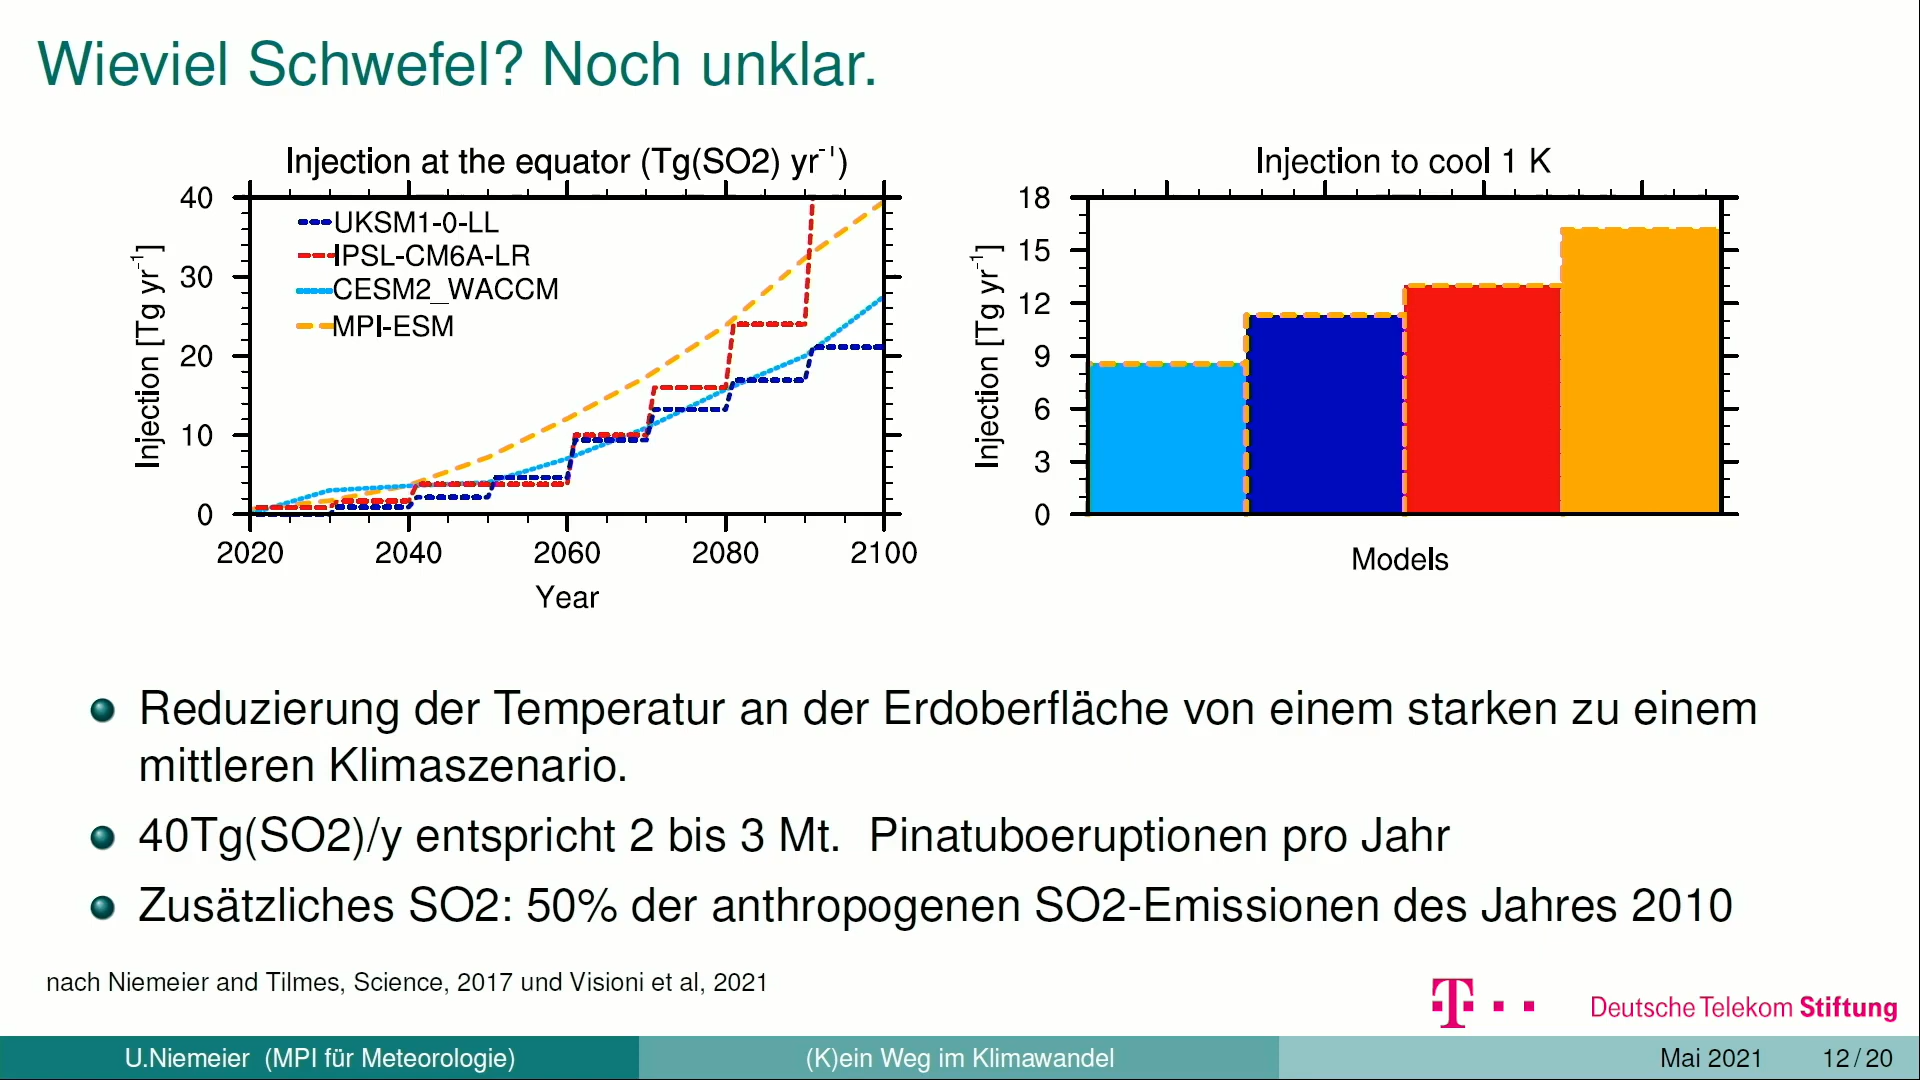 Wieviel Schwefel? Noch unklar.
Injection at the equator (Tg(SO2) yr⁻¹)
Injection [Tg yr⁻¹]
40
30
20
10
0
UKSM1-0-LL
IPSL-CM6A-LR
CESM2_WACCM
MPI-ESM
2020 2040 2060 2080 2100
Year
Injection to cool 1 K
Injection [Tg yr⁻¹]
18
15
12
9
6
3
0
Models
Reduzierung der Temperatur an der Erdoberfläche von einem starken zu einem
mittleren Klimaszenario.
40Tg(SO2)/y entspricht 2 bis 3 Mt. Pinatuboeruptionen pro Jahr
Zusätzliches SO2: 50% der anthropogenen SO2-Emissionen des Jahres 2010
nach Niemeier and Tilmes, Science, 2017 und Visioni et al, 2021
T Deutsche Telekom Stiftung
U.Niemeier (MPI für Meteorologie) (K)ein Weg im Klimawandel Mai 2021 12 / 20